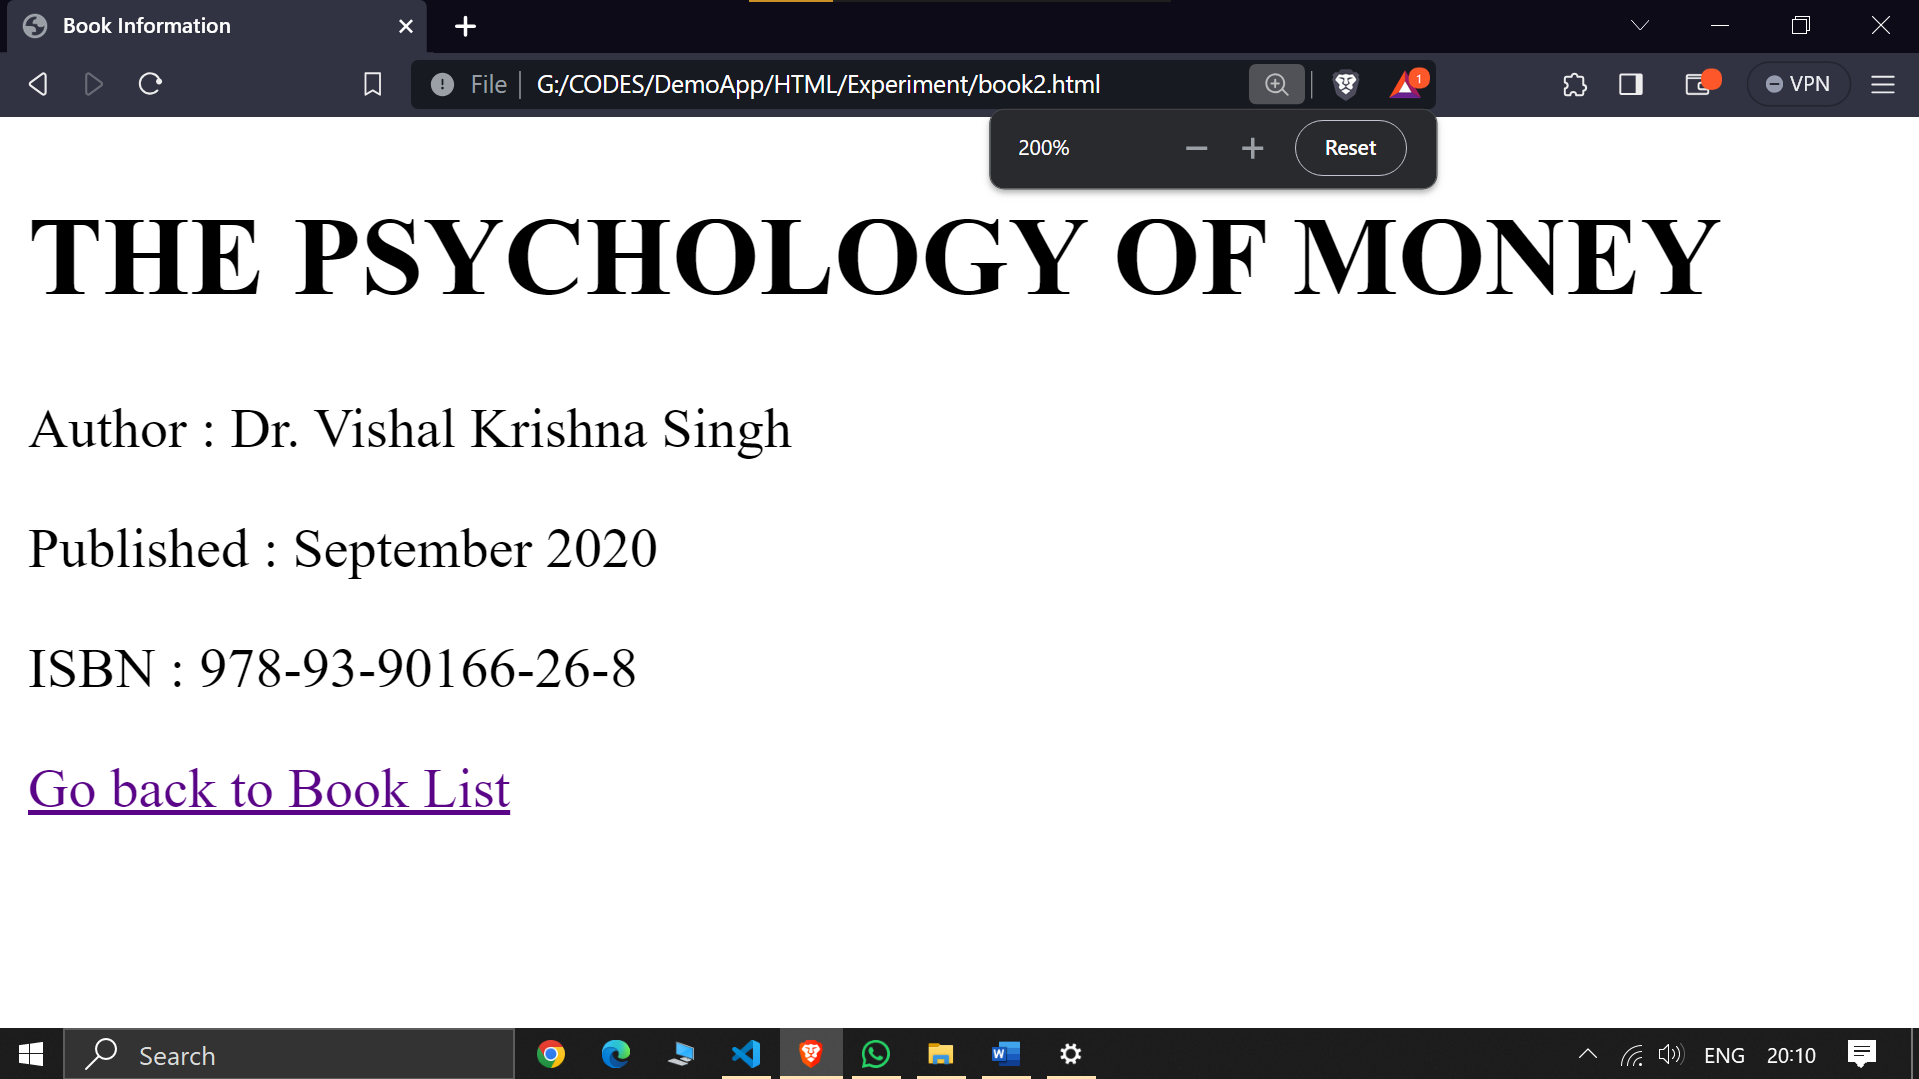 Book Information
File G:/CODES/DemoApp/HTML/Experiment/book2.html
1
VPN
200%
Reset
THE PSYCHOLOGY OF MONEY
Author : Dr. Vishal Krishna Singh
Published : September 2020
ISBN : 978-93-90166-26-8
Go back to Book List
Search
W
ENG 20:10